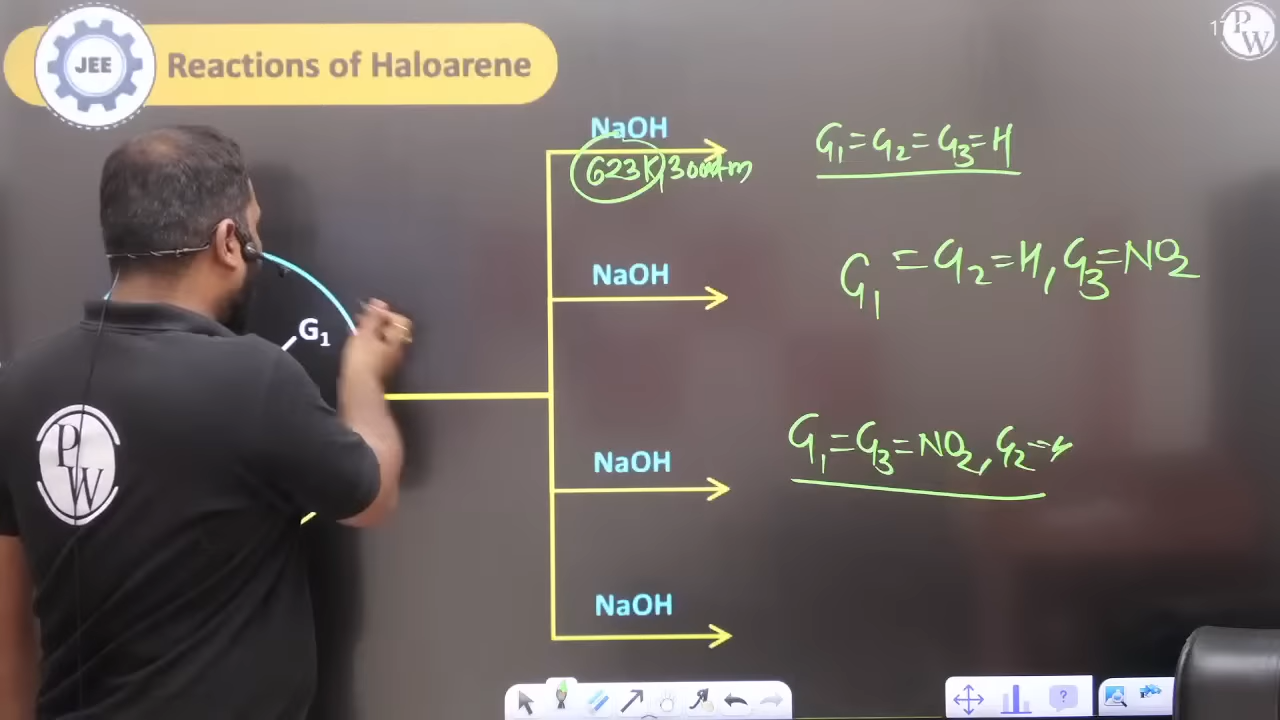 JEE
Reactions of Haloarene
PW
NaOH
623K, 300atm
G₁=G₂=G₃=H
NaOH
G₁=G₂=H, G₃=NO₂
G₁
PW
NaOH
G₁=G₃=NO₂, G₂=H
NaOH